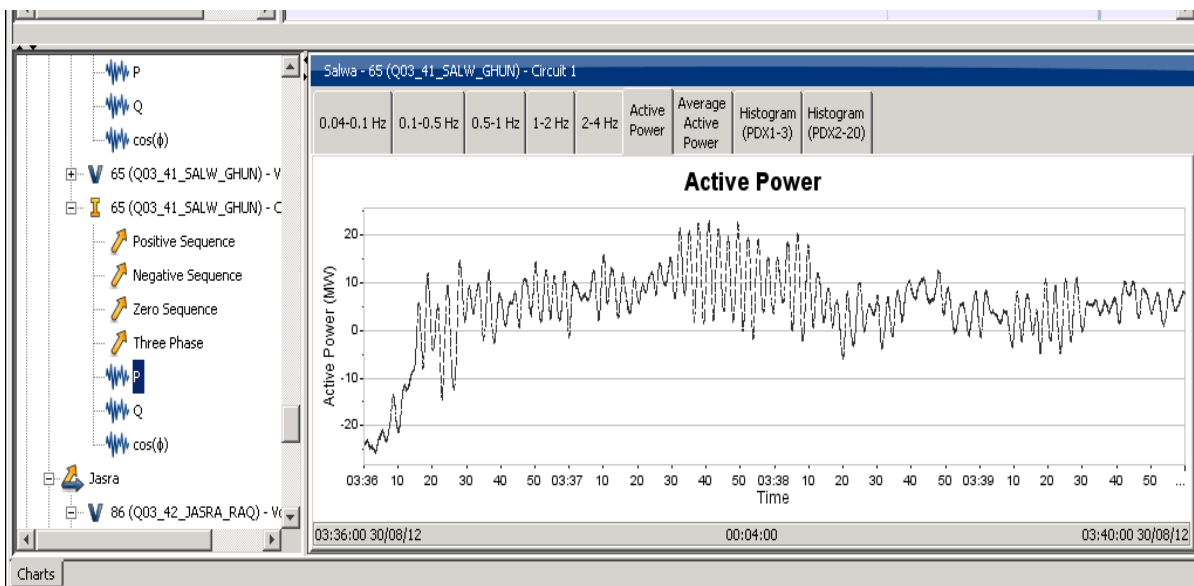 P
Q
cos(ϕ)
65 (Q03_41_SALW_GHUN) - V
65 (Q03_41_SALW_GHUN) - C
Positive Sequence
Negative Sequence
Zero Sequence
Three Phase
P
Q
cos(ϕ)
Jasra
86 (Q03_42_JASRA_RAQ) - Vo
Salwa - 65 (Q03_41_SALW_GHUN) - Circuit 1
0.04-0.1 Hz 0.1-0.5 Hz 0.5-1 Hz 1-2 Hz 2-4 Hz Active Power Average Active Power Histogram (PDX1-3) Histogram (PDX2-20)
Active Power
Active Power (MW)
20
10
0
-10
-20
03:36 10 20 30 40 50 03:37 10 20 30 40 50 03:38 10 20 30 40 50 03:39 10 20 30 40 50 ...
Time
03:36:00 30/08/12 00:04:00 03:40:00 30/08/12
Charts